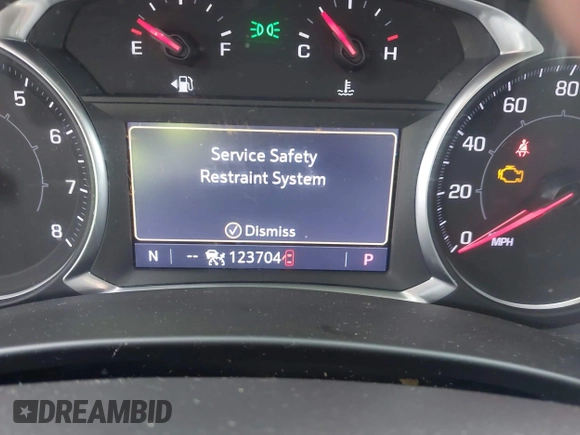 E F C H
5
6
7
8
Service Safety
Restraint System
Dismiss
N -- 123704 P
80
60
40
20
0
MPH
DREAMBID